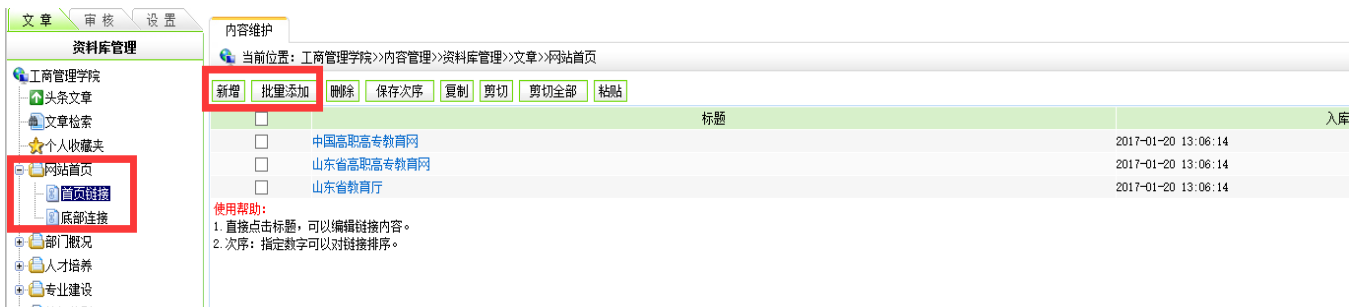 文章 审核 设置
资料库管理
工商管理学院
头条文章
文章检索
个人收藏夹
网站首页
首页链接
底部连接
部门概况
人才培养
专业建设
内容维护
当前位置：工商管理学院>>内容管理>>资料库管理>>文章>>网站首页
新增 批量添加 删除 保存次序 复制 剪切 剪切全部 粘贴
标题 入库
中国高职高专教育网 2017-01-20 13:06:14
山东省高职高专教育网 2017-01-20 13:06:14
山东省教育厅 2017-01-20 13:06:14
使用帮助：
1. 直接点击标题，可以编辑链接内容。
2. 次序：指定数字可以对链接排序。